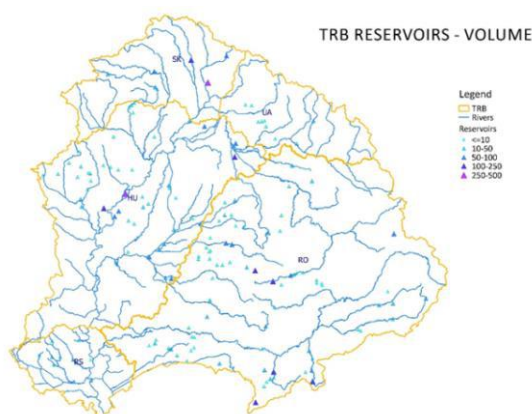 TRB RESERVOIRS - VOLUME
SK
UA
Legend
TRB
Rivers
Reservoirs
<=10
10-50
50-100
100-250
250-500
HU
RO
RS